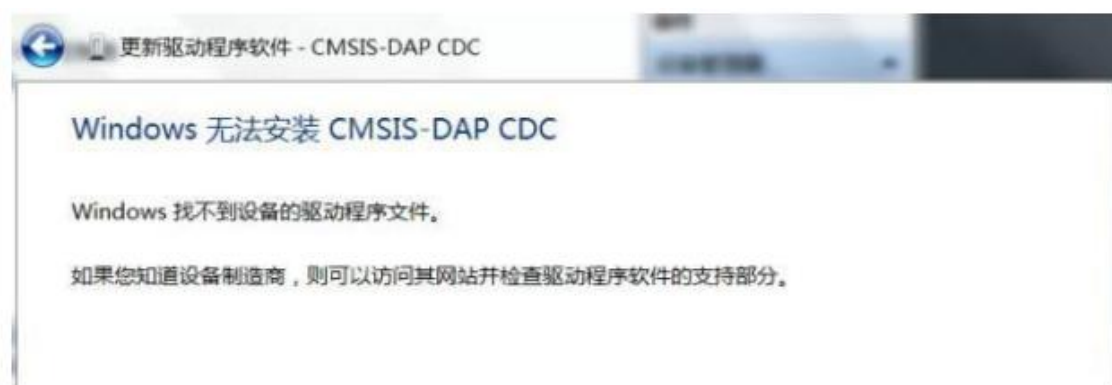 更新驱动程序软件 - CMSIS-DAP CDC
Windows 无法安装 CMSIS-DAP CDC
Windows 找不到设备的驱动程序文件。
如果您知道设备制造商，则可以访问其网站并检查驱动程序软件的支持部分。